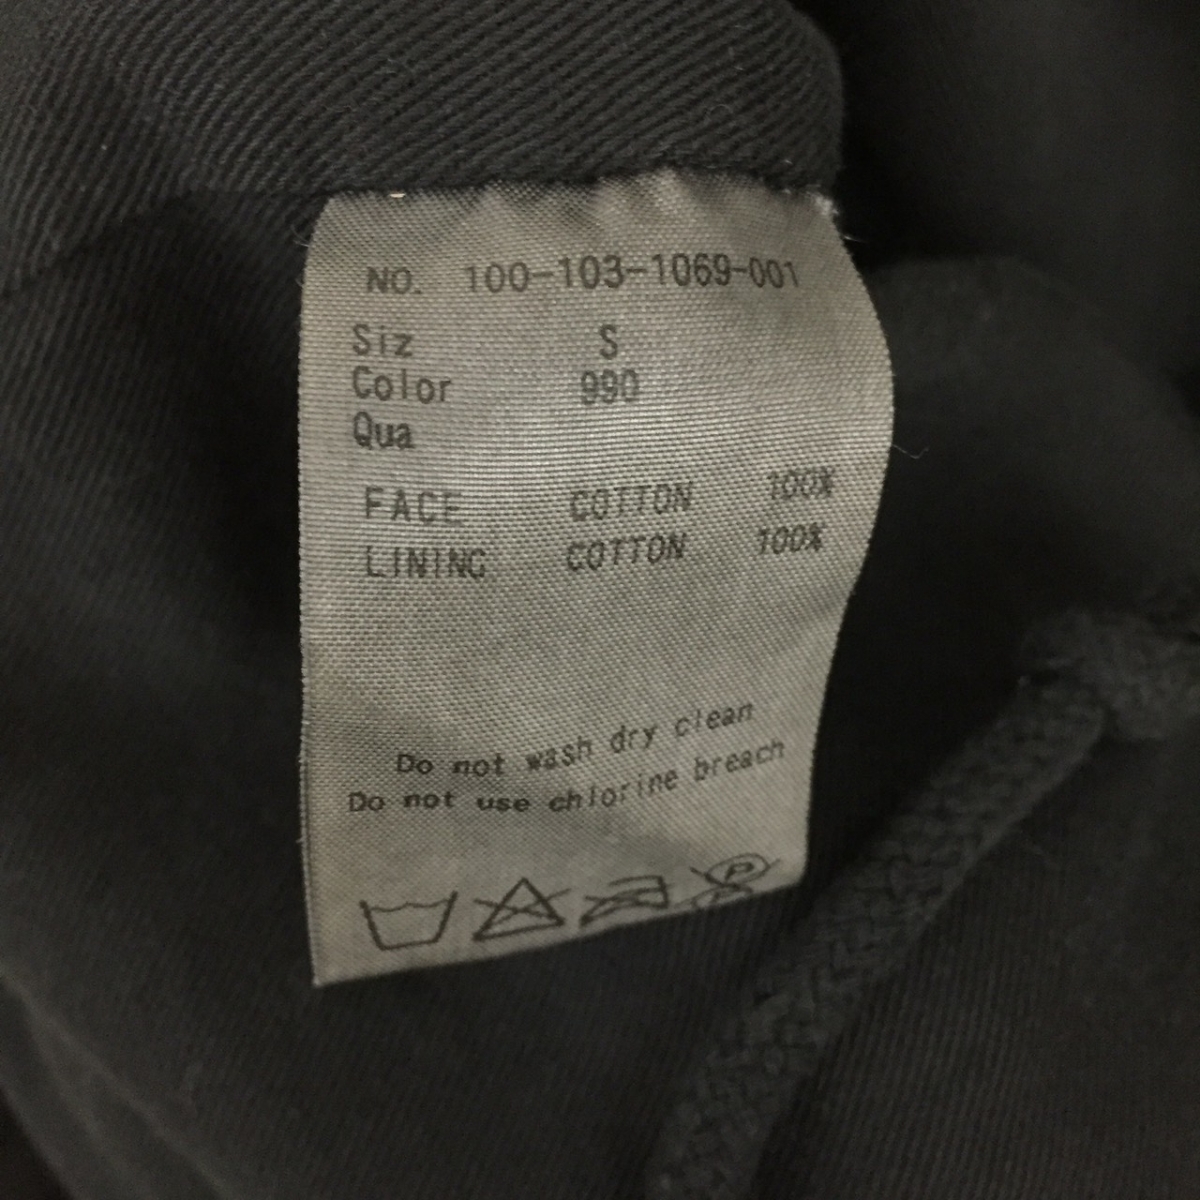 NO. 100-103-1069-001
Siz S
Color 990
Qua
FACE COTTON 100%
LINING COTTON 100%
Do not wash dry clean
Do not use chlorine breach
P